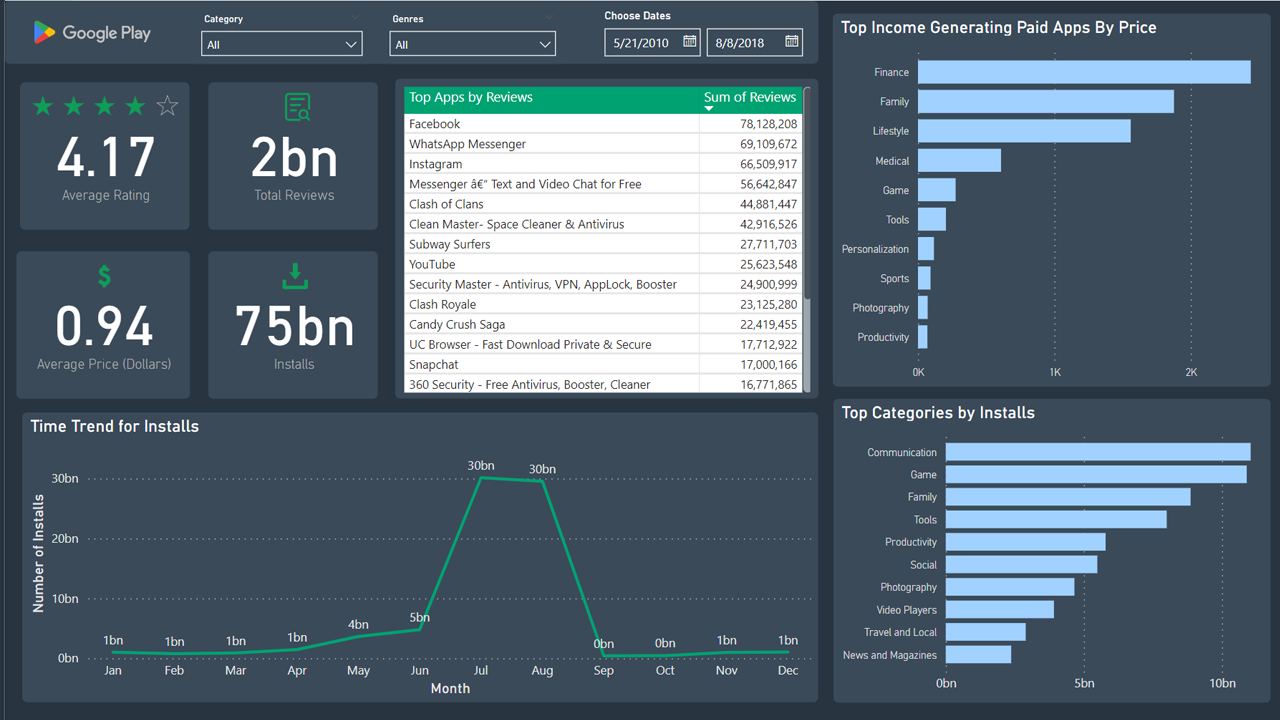 Google Play
Category
All
Genres
All
Choose Dates
5/21/2010
8/8/2018
4.17
Average Rating
2bn
Total Reviews
0.94
Average Price (Dollars)
75bn
Installs
Top Apps by Reviews Sum of Reviews
Facebook 78,128,208
WhatsApp Messenger 69,109,672
Instagram 66,509,917
Messenger â€“ Text and Video Chat for Free 56,642,847
Clash of Clans 44,881,447
Clean Master- Space Cleaner & Antivirus 42,916,526
Subway Surfers 27,711,703
YouTube 25,623,548
Security Master - Antivirus, VPN, AppLock, Booster 24,900,999
Clash Royale 23,125,280
Candy Crush Saga 22,419,455
UC Browser - Fast Download Private & Secure 17,712,922
Snapchat 17,000,166
360 Security - Free Antivirus, Booster, Cleaner 16,771,865
Top Income Generating Paid Apps By Price
Finance
Family
Lifestyle
Medical
Game
Tools
Personalization
Sports
Photography
Productivity
0K 1K 2K
Time Trend for Installs
Number of Installs
30bn
20bn
10bn
0bn
1bn 1bn 1bn 1bn 4bn 5bn 30bn 30bn 0bn 0bn 1bn 1bn
Jan Feb Mar Apr May Jun Jul Aug Sep Oct Nov Dec
Month
Top Categories by Installs
Communication
Game
Family
Tools
Productivity
Social
Photography
Video Players
Travel and Local
News and Magazines
0bn 5bn 10bn